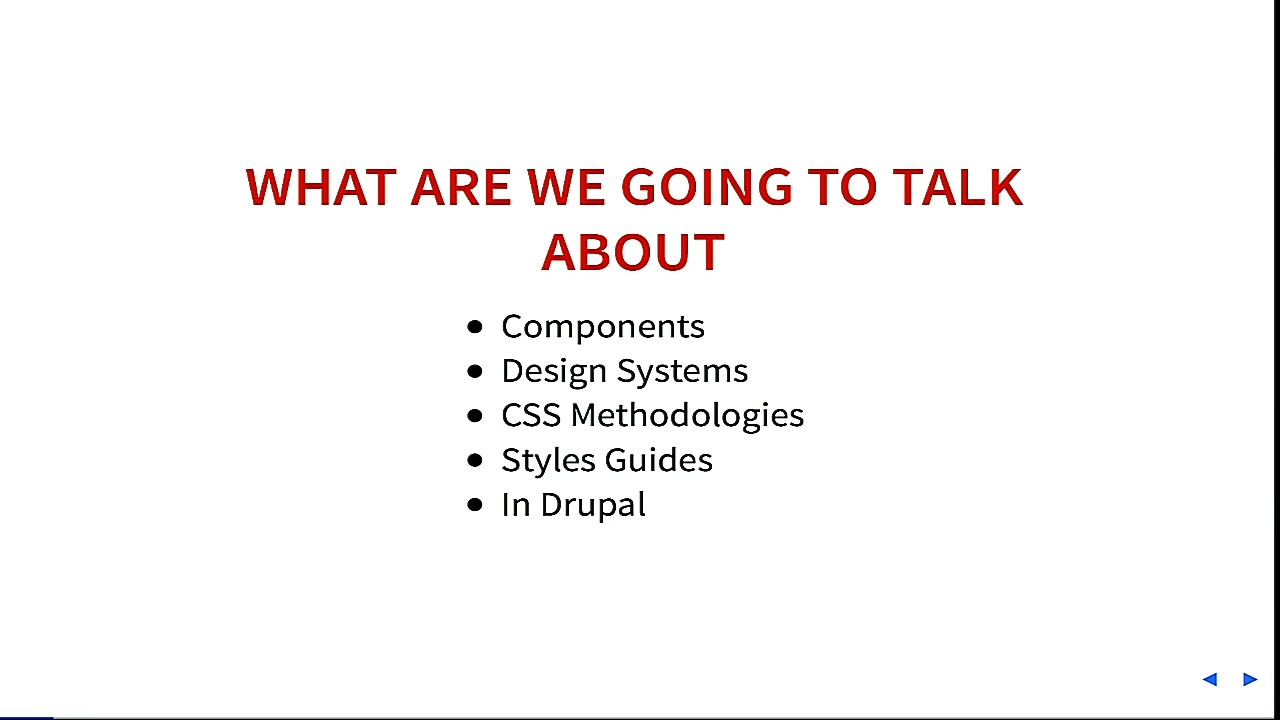 WHAT ARE WE GOING TO TALK
ABOUT
Components
Design Systems
CSS Methodologies
Styles Guides
In Drupal